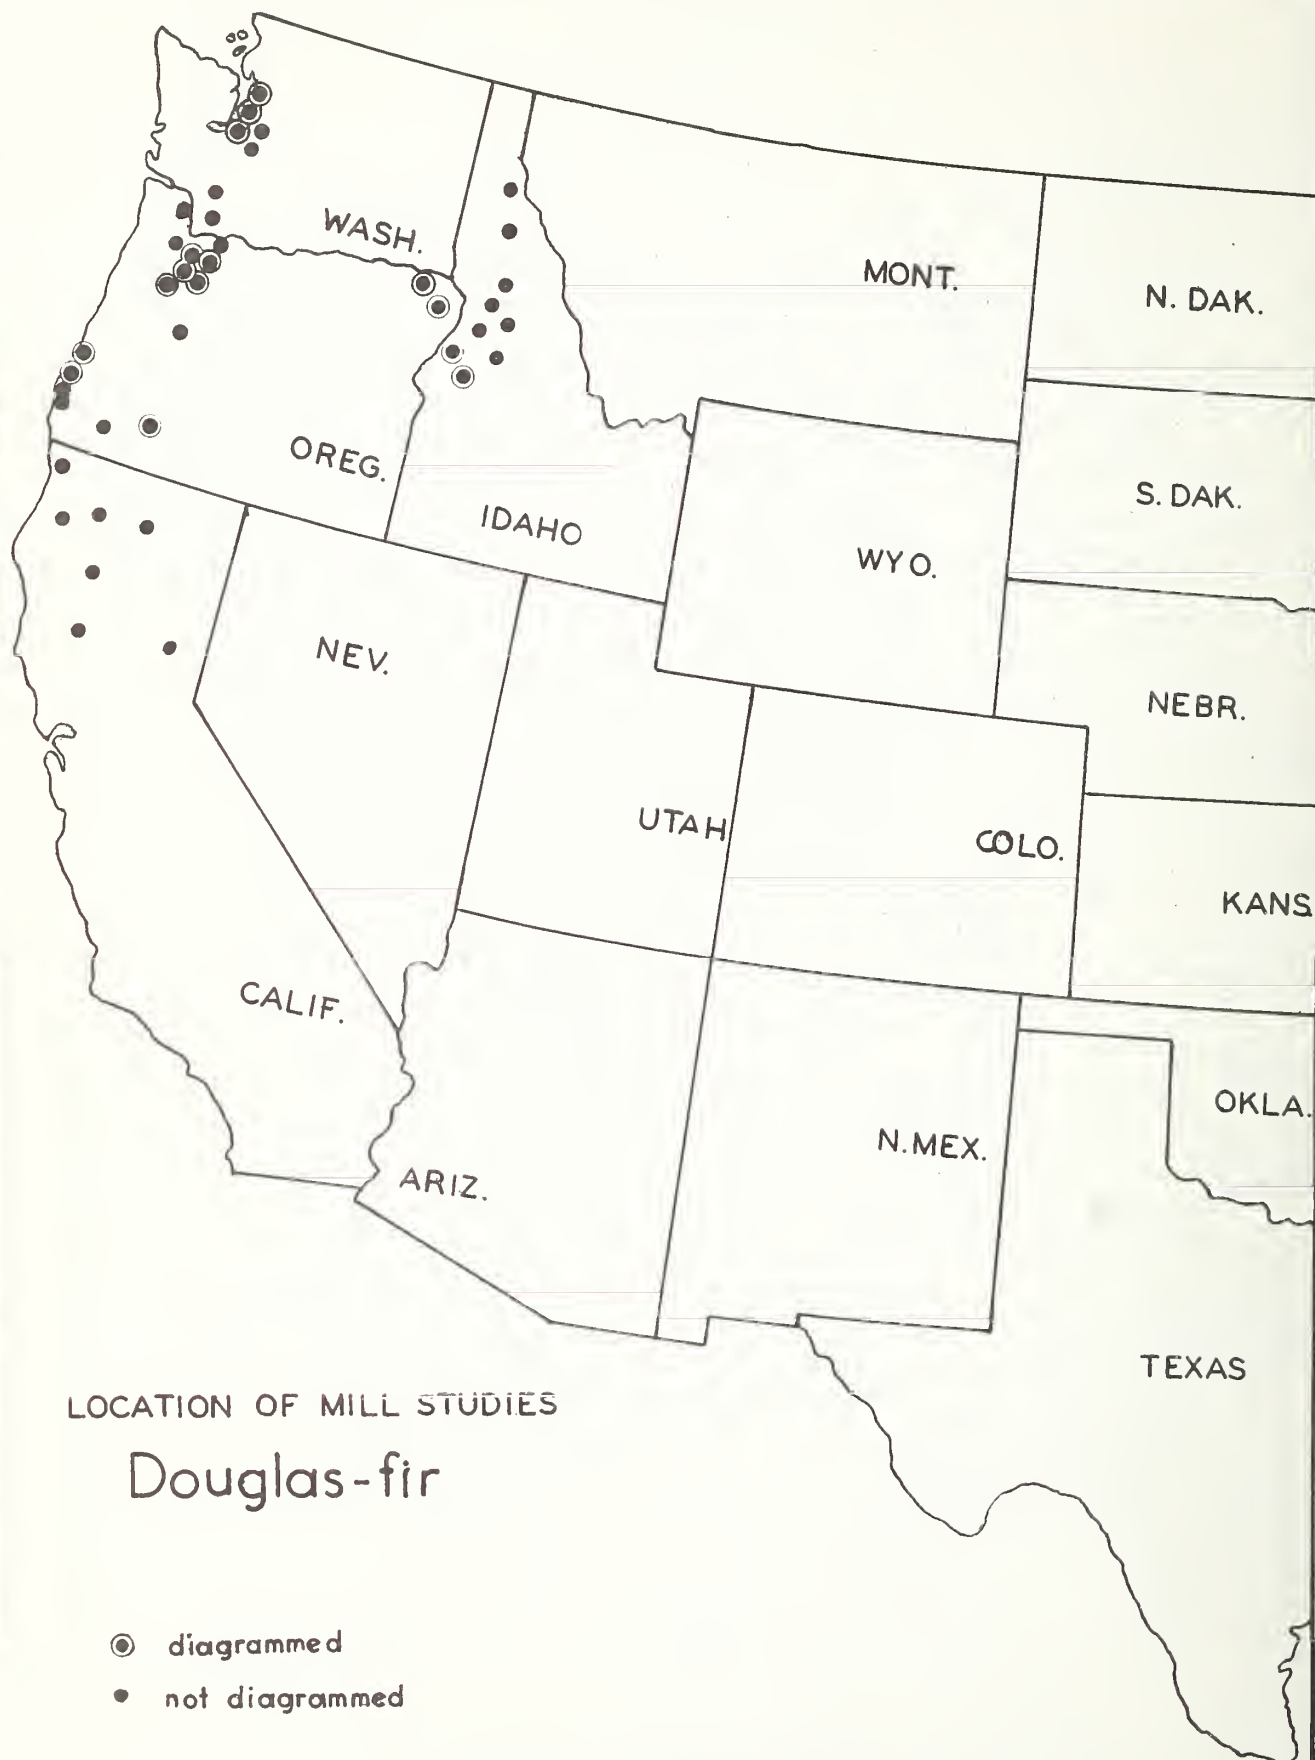 WASH.
MONT.
N. DAK.
OREG.
IDAHO
S. DAK.
WYO.
NEV.
NEBR.
UTAH
COLO.
KANS
CALIF.
OKLA.
N. MEX.
ARIZ.
TEXAS
LOCATION OF MILL STUDIES
Douglas-fir
diagrammed
not diagrammed